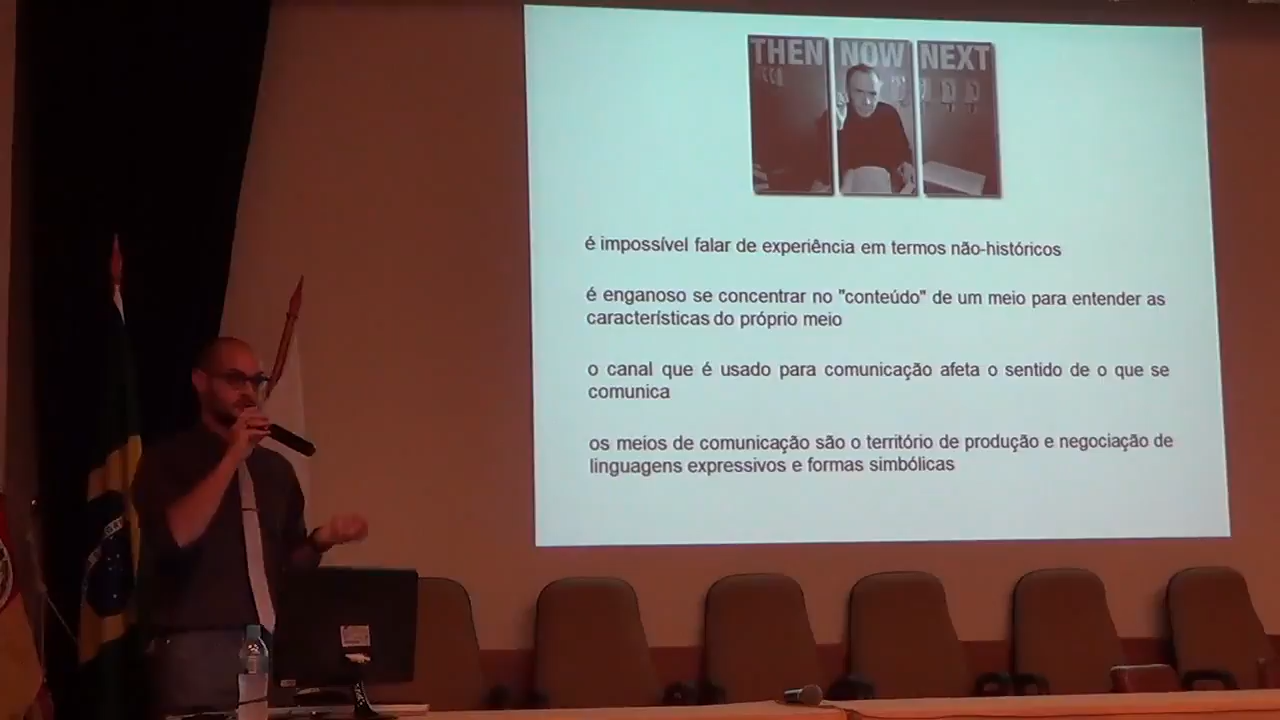 THEN NOW NEXT
é impossível falar de experiência em termos não-históricos
é enganoso se concentrar no "conteúdo" de um meio para entender as
características do próprio meio
o canal que é usado para comunicação afeta o sentido de o que se
comunica
os meios de comunicação são o território de produção e negociação de
linguagens expressivos e formas simbólicas